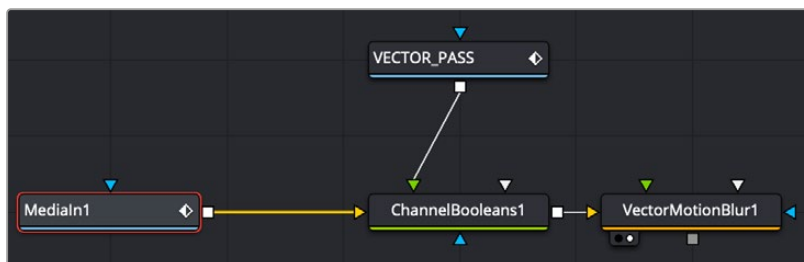 VECTOR_PASS
MediaIn1
ChannelBooleans1
VectorMotionBlur1